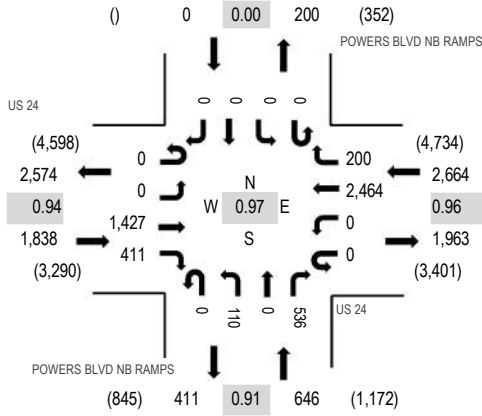 () 0 0.00 200 (352)
POWERS BLVD NB RAMPS
US 24
0 0 0 0
(4,598) 0 200 (4,734)
2,574 2,664
0 N 2,464
0.94 W 0.97 E 0.96
1,427 0
1,838 S 1,963
411 0
(3,290) (3,401)
0 110 0 536
US 24
POWERS BLVD NB RAMPS
(845) 411 0.91 646 (1,172)